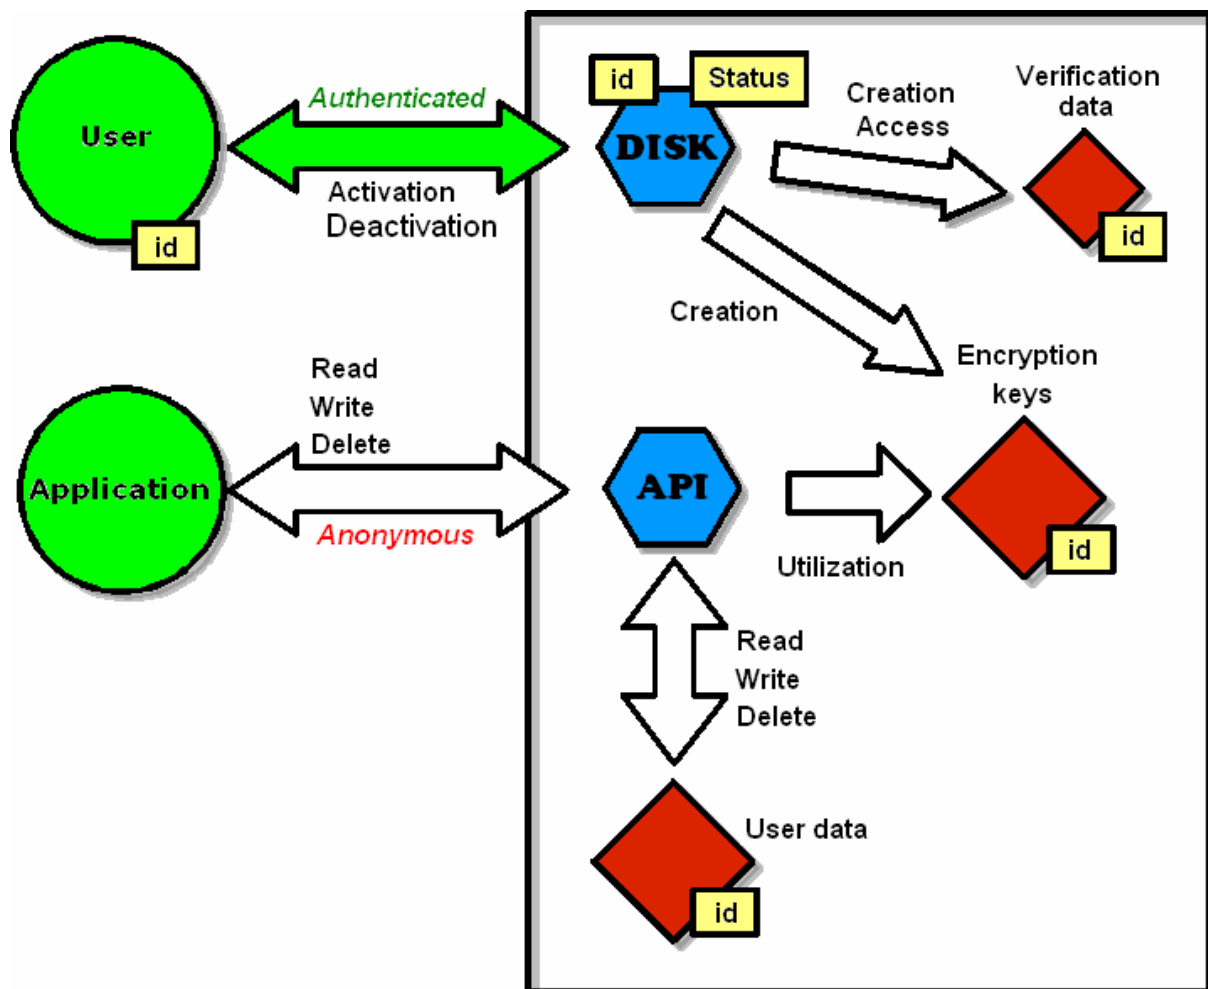 User
id
Authenticated
Activation
Deactivation
id
Status
DISK
Creation
Access
Verification
data
id
Creation
Encryption
keys
id
Application
Read
Write
Delete
Anonymous
API
Utilization
Read
Write
Delete
User data
id